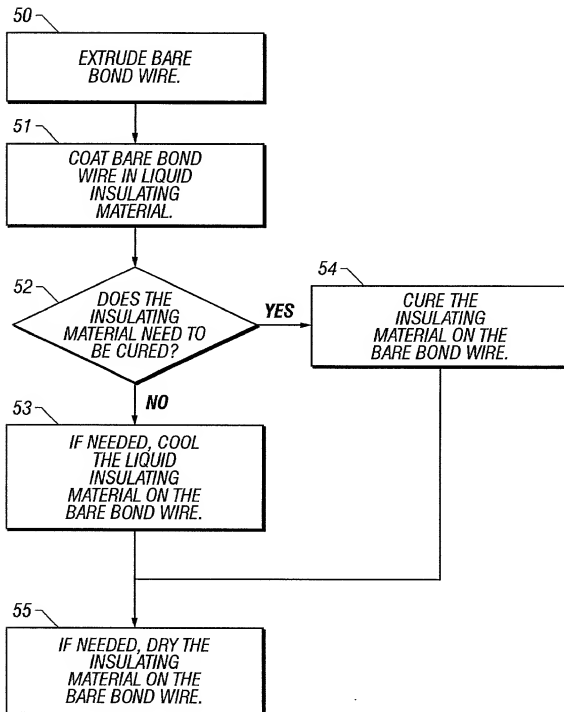 50
EXTRUDE BARE
BOND WIRE.
51
COAT BARE BOND
WIRE IN LIQUID
INSULATING
MATERIAL.
52
DOES THE
INSULATING
MATERIAL NEED TO
BE CURED?
YES
54
CURE THE
INSULATING
MATERIAL ON THE
BARE BOND WIRE.
NO
53
IF NEEDED, COOL
THE LIQUID
INSULATING
MATERIAL ON THE
BARE BOND WIRE.
55
IF NEEDED, DRY THE
INSULATING
MATERIAL ON THE
BARE BOND WIRE.